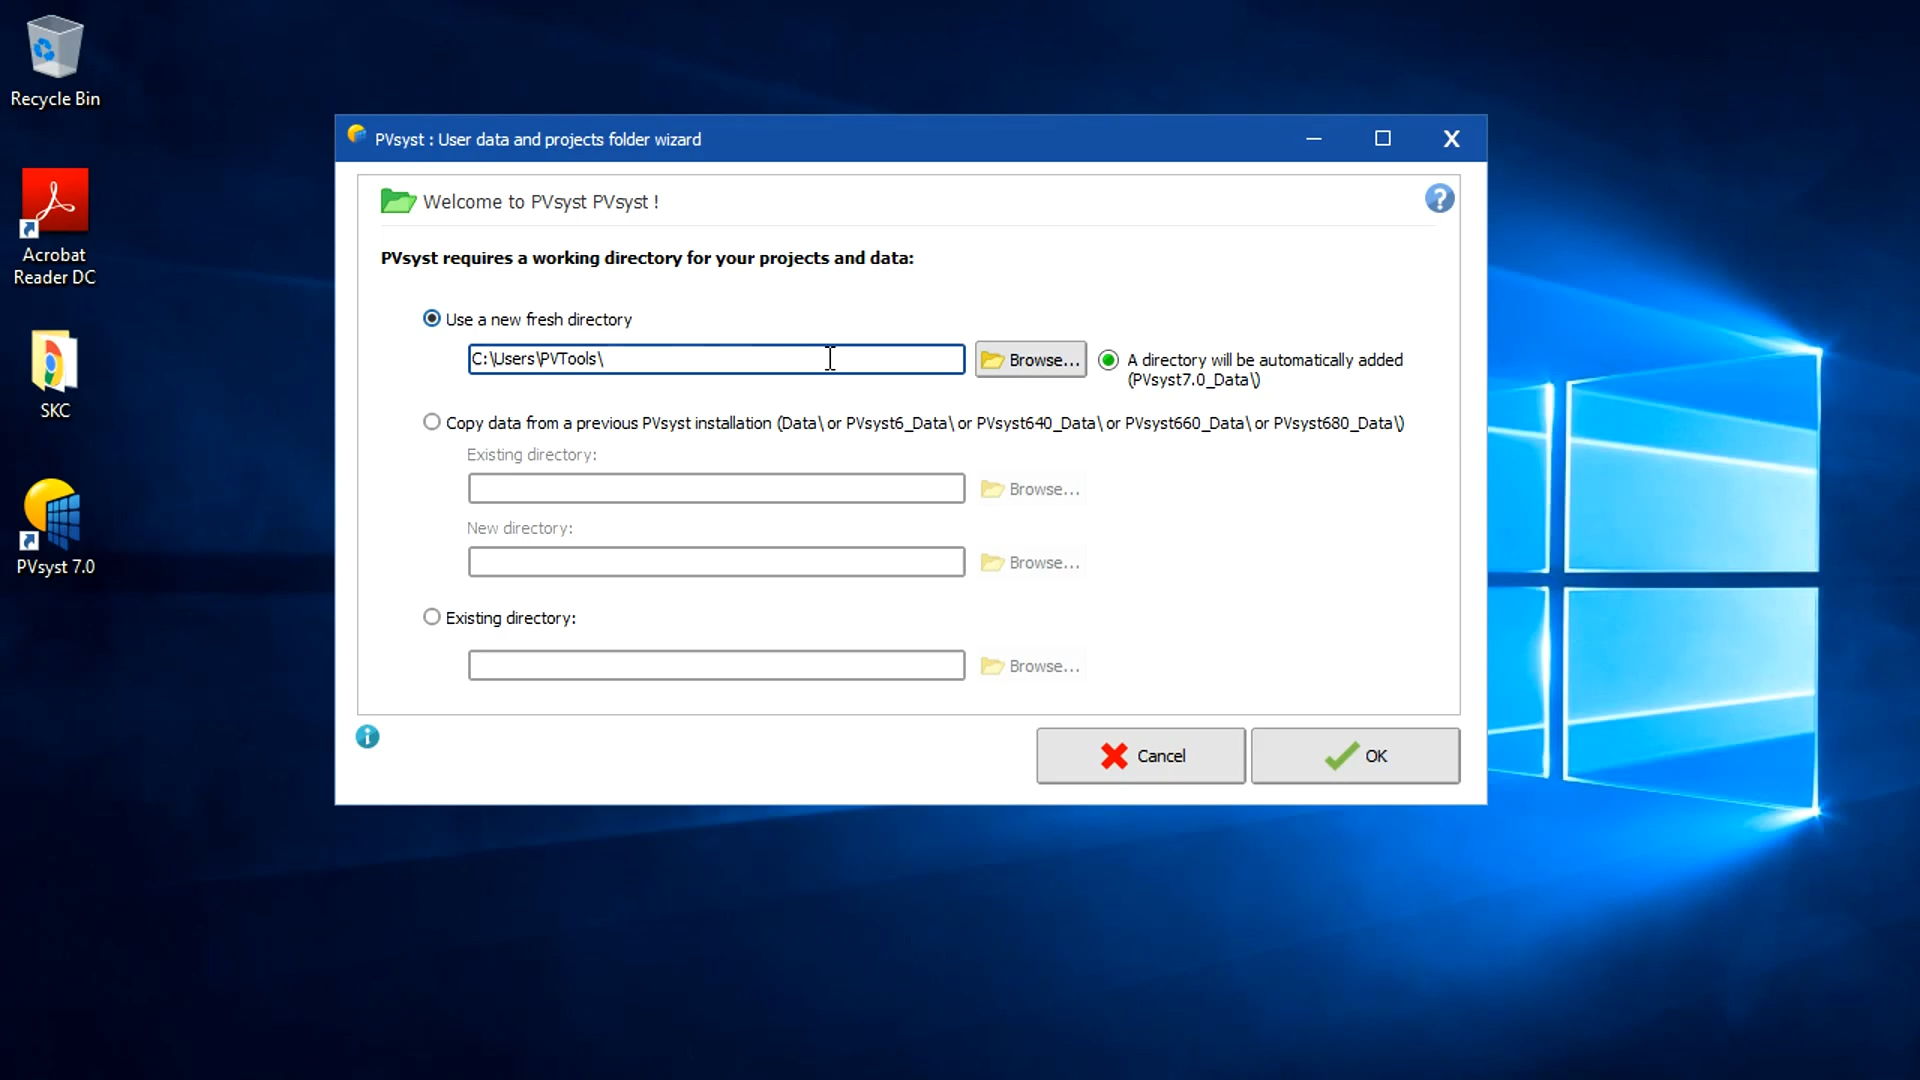 Recycle Bin
Acrobat
Reader DC
SKC
PVsyst 7.0
PVsyst : User data and projects folder wizard
Welcome to PVsyst PVsyst !
PVsyst requires a working directory for your projects and data:
Use a new fresh directory
C:\Users\PVTools\
Browse...
A directory will be automatically added
(PVsyst7.0_Data\)
Copy data from a previous PVsyst installation (Data\ or PVsyst6_Data\ or PVsyst640_Data\ or PVsyst660_Data\ or PVsyst680_Data\)
Existing directory:
Browse...
New directory:
Browse...
Existing directory:
Browse...
Cancel
OK